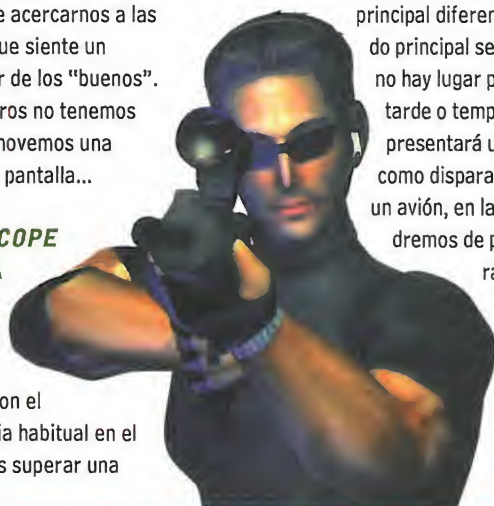 e acercarnos a las
ue siente un
r de los "buenos".
ros no tenemos
novemos una
pantalla...
COPE
on el
ia habitual en el
s superar una
principal diferen
do principal se
no hay lugar p
tarde o temp
presentará u
como dispara
un avión, en la
dremos de p
ra